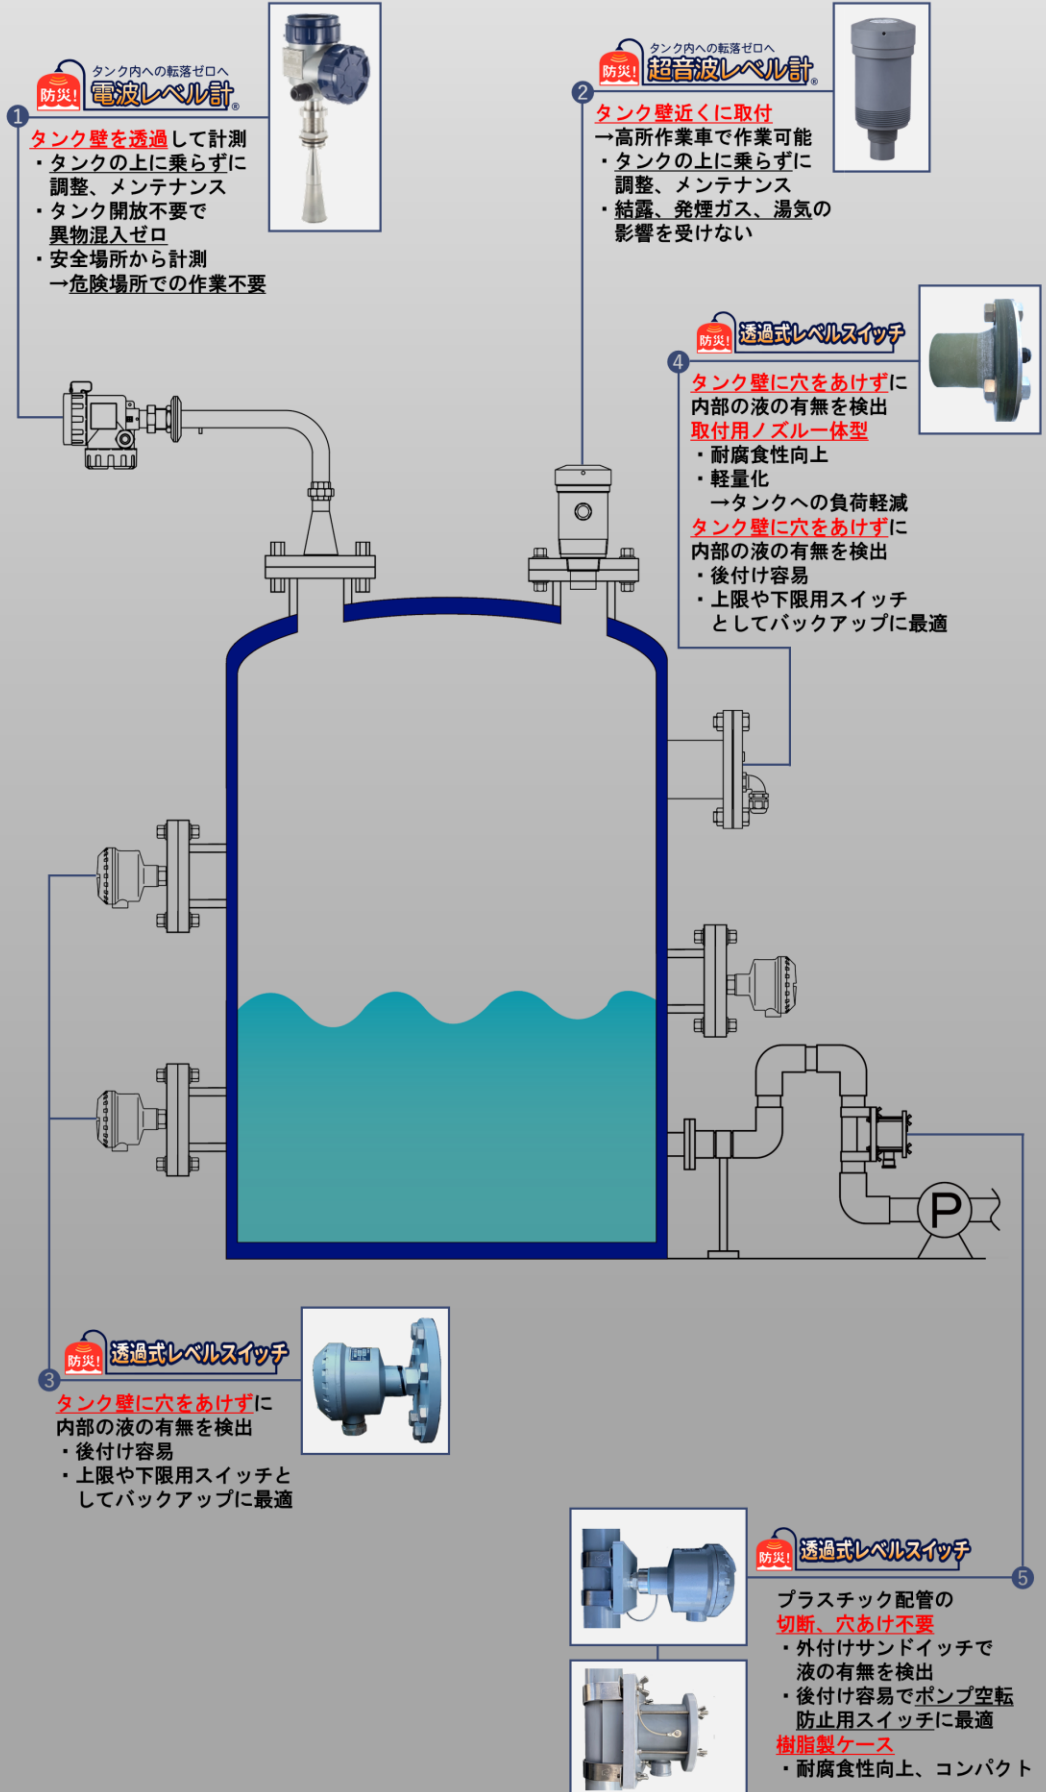 タンク内への転落ゼロへ
防災!
電波レベル計®
1
タンク壁を透過して計測
・タンクの上に乗らずに
調整、メンテナンス
・タンク開放不要で
異物混入ゼロ
・安全場所から計測
→危険場所での作業不要
タンク内への転落ゼロへ
防災!
超音波レベル計®
2
タンク壁近くに取付
→高所作業車で作業可能
・タンクの上に乗らずに
調整、メンテナンス
・結露、発煙ガス、湯気の
影響を受けない
防災!
透過式レベルスイッチ
4
タンク壁に穴をあけずに
内部の液の有無を検出
取付用ノズル一体型
・耐腐食性向上
・軽量化
→タンクへの負荷軽減
タンク壁に穴をあけずに
内部の液の有無を検出
・後付け容易
・上限や下限用スイッチ
としてバックアップに最適
P
防災!
透過式レベルスイッチ
3
タンク壁に穴をあけずに
内部の液の有無を検出
・後付け容易
・上限や下限用スイッチと
してバックアップに最適
防災!
透過式レベルスイッチ
5
プラスチック配管の
切断、穴あけ不要
・外付けサンドイッチで
液の有無を検出
・後付け容易でポンプ空転
防止用スイッチに最適
樹脂製ケース
・耐腐食性向上、コンパクト